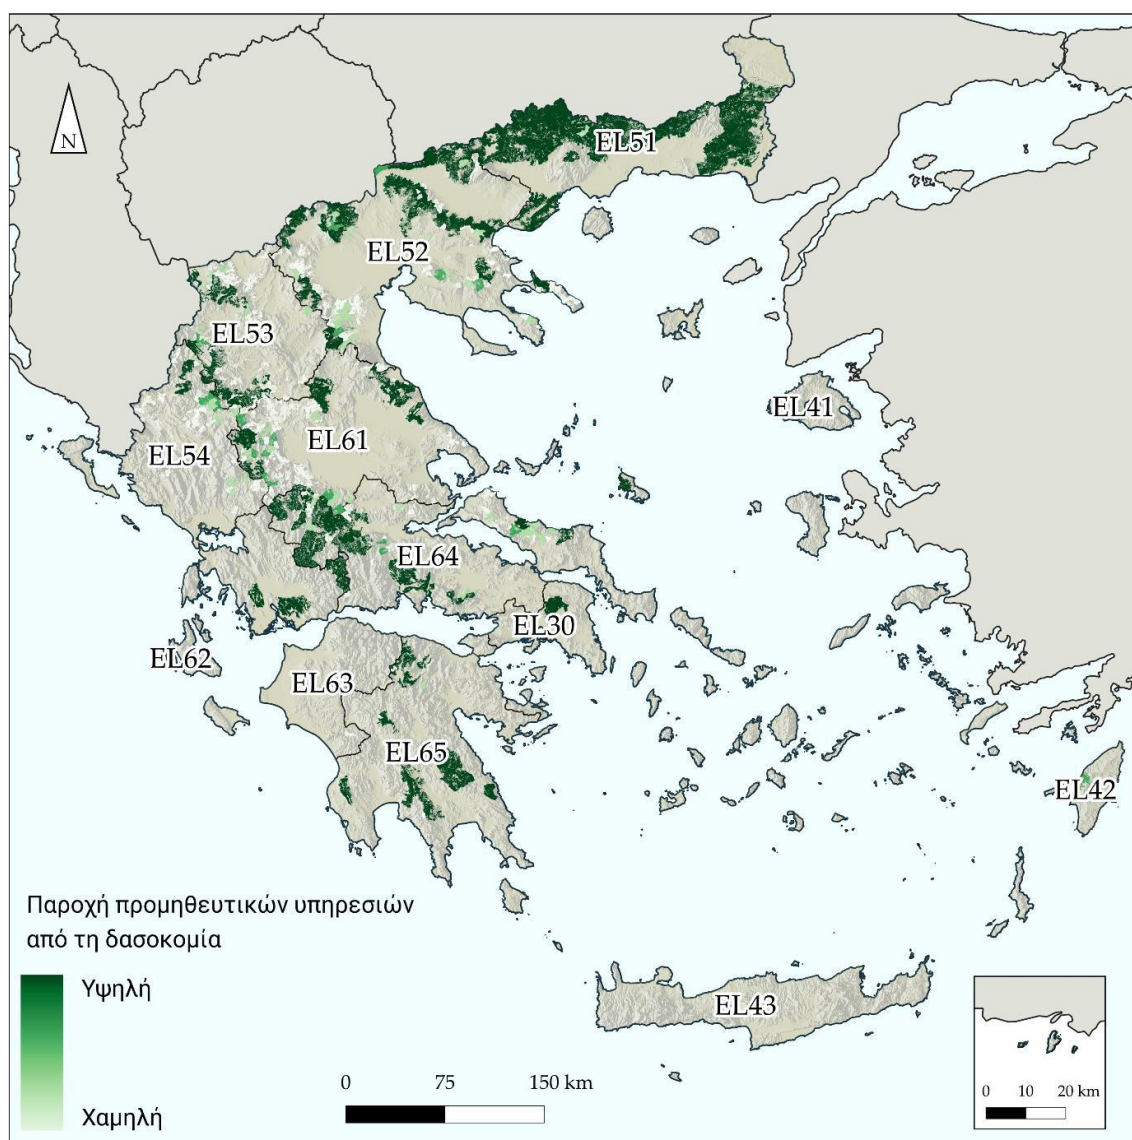 N
EL51
EL52
EL53
EL41
EL61
EL54
EL64
EL30
EL62
EL63
EL65
EL42
Παροχή προμηθευτικών υπηρεσιών
από τη δασοκομία
Υψηλή
Χαμηλή
EL43
0 75 150 km
0 10 20 km